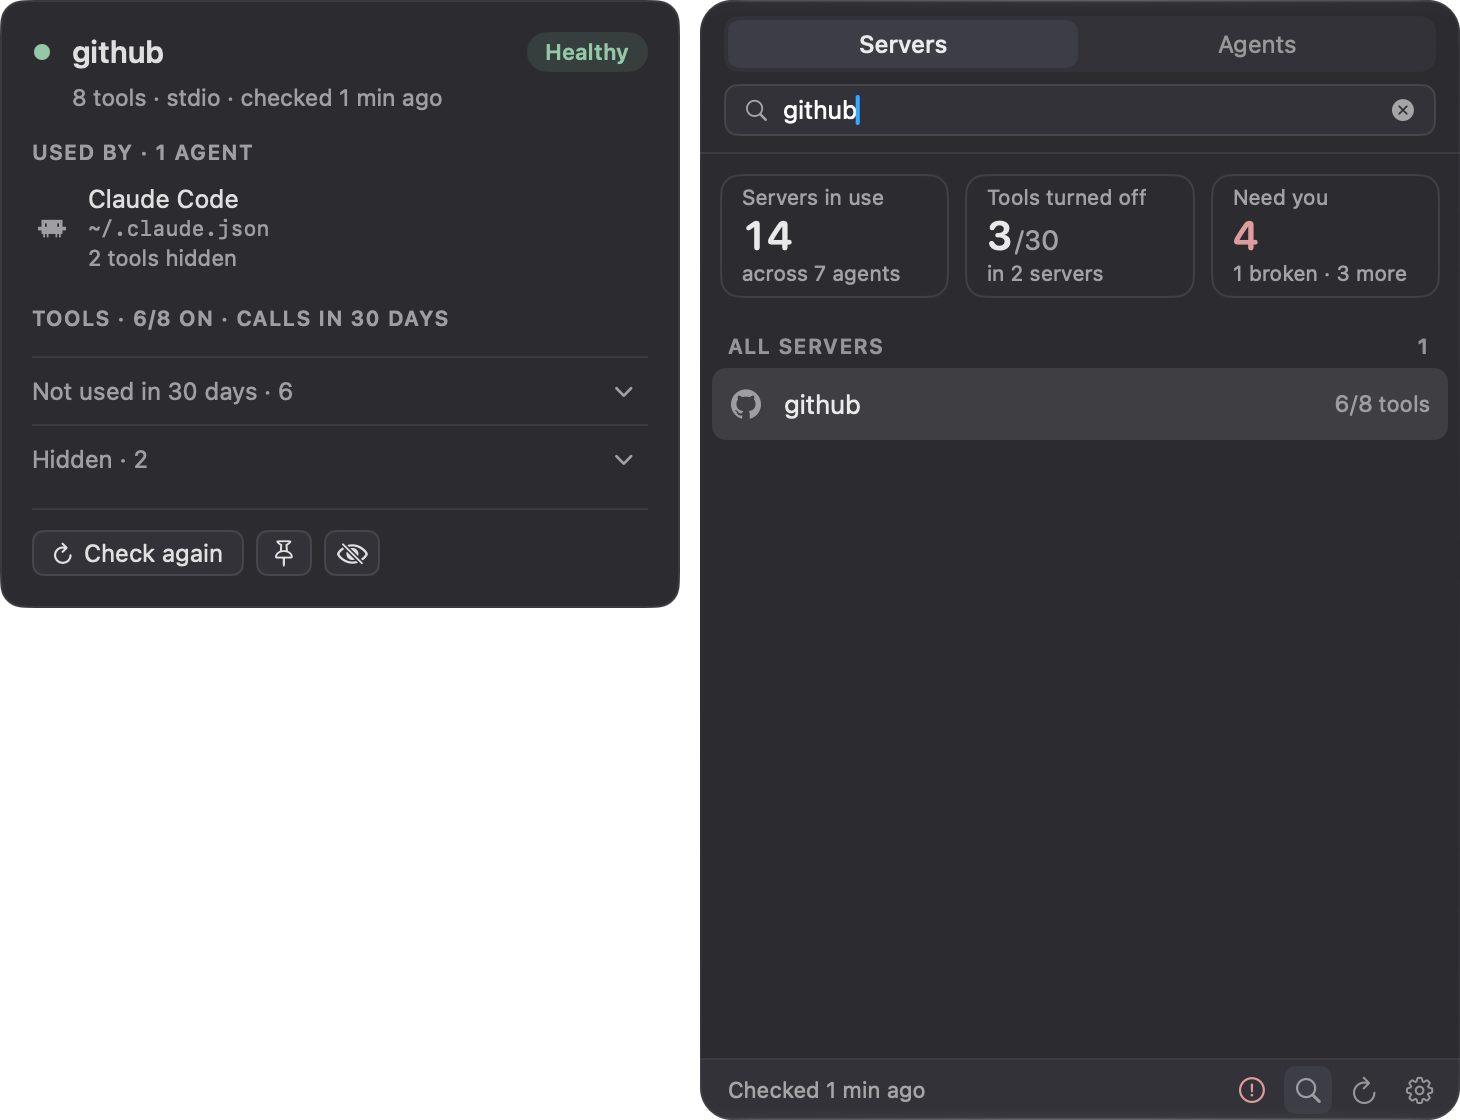 github
Healthy
8 tools · stdio · checked 1 min ago
USED BY · 1 AGENT
Claude Code
~/.claude.json
2 tools hidden
TOOLS · 6/8 ON · CALLS IN 30 DAYS
Not used in 30 days · 6
Hidden · 2
Check again
Servers
Agents
github
Servers in use
14
across 7 agents
Tools turned off
3/30
in 2 servers
Need you
4
1 broken · 3 more
ALL SERVERS
1
github
6/8 tools
Checked 1 min ago